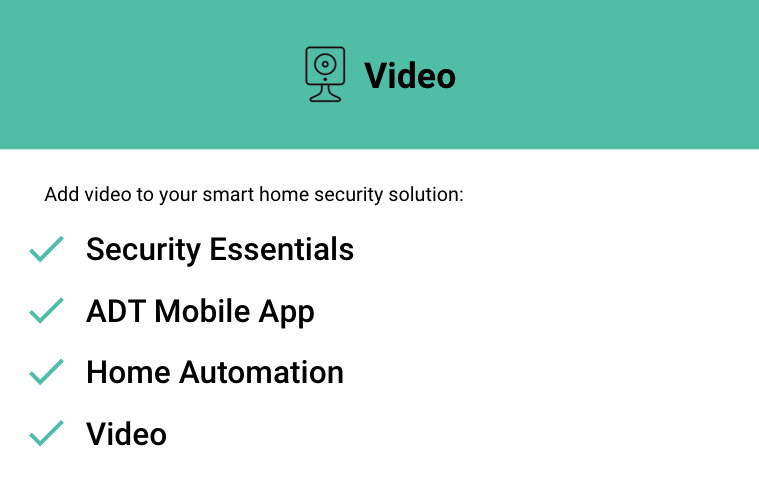 Video
Add video to your smart home security solution:
Security Essentials
ADT Mobile App
Home Automation
Video